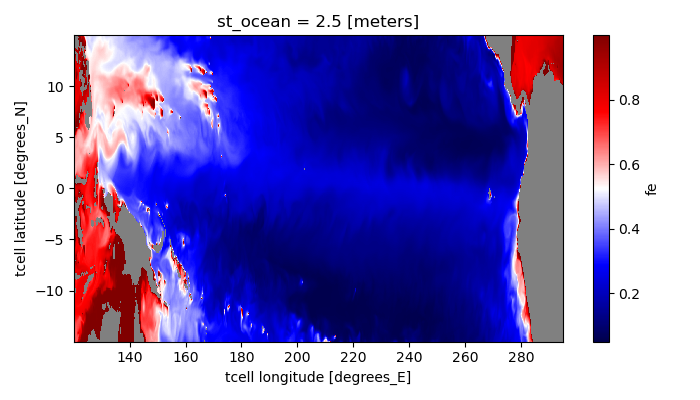 st_ocean = 2.5 [meters]
10
5
0
−5
−10
tcell latitude [degrees_N]
140 160 180 200 220 240 260 280
tcell longitude [degrees_E]
0.8
0.6
0.4
0.2
fe